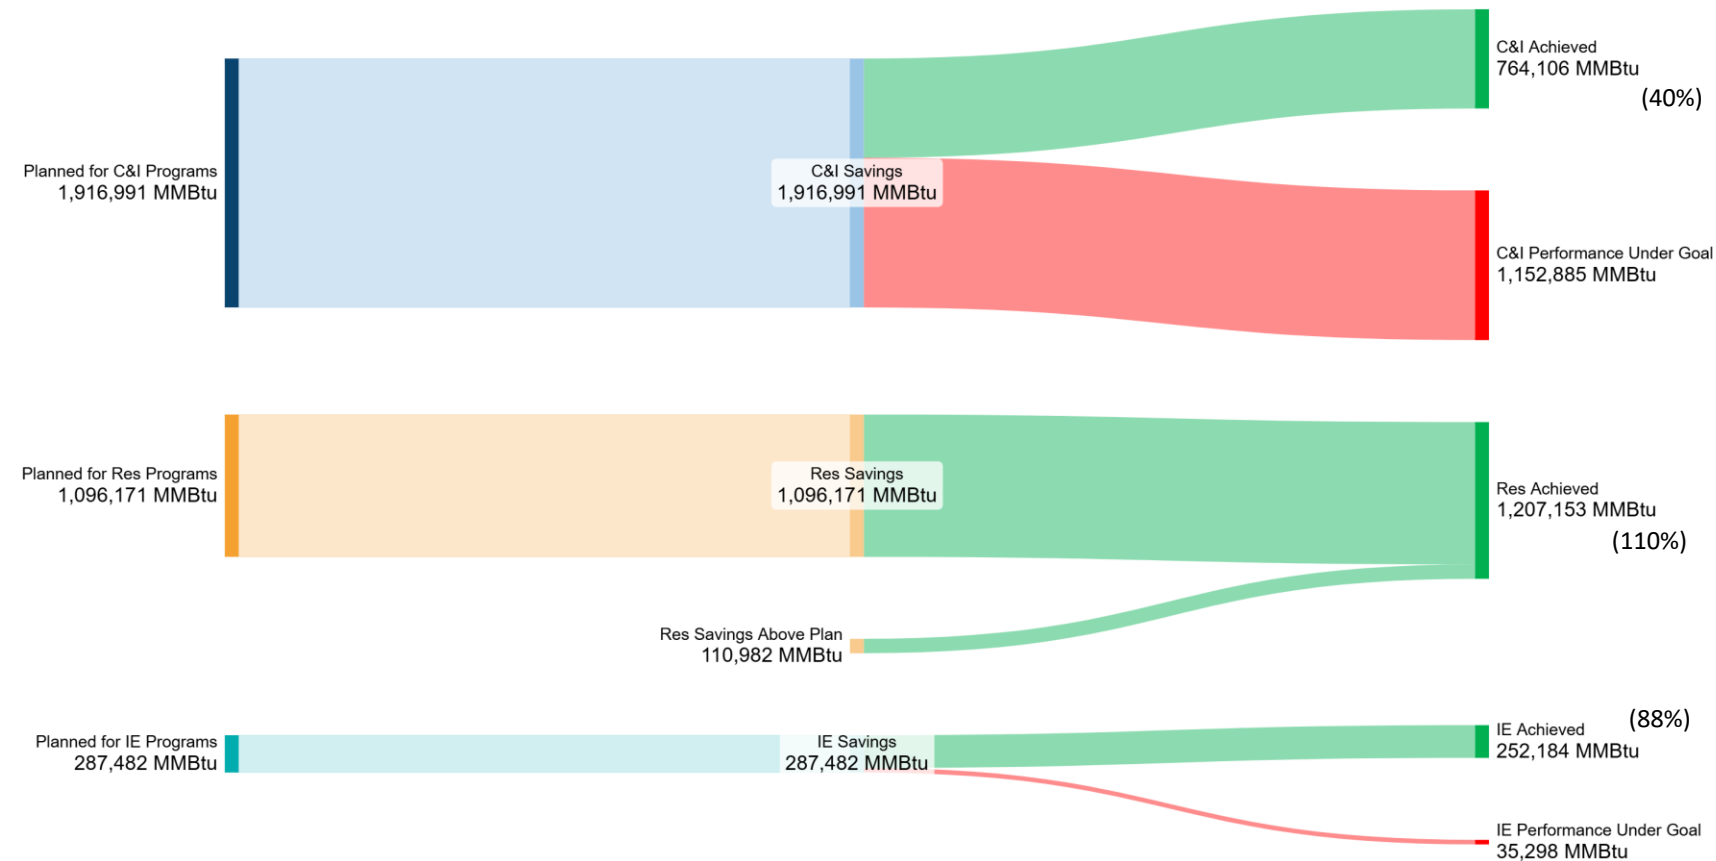 C&I Achieved
764,106 MMBtu
(40%)
Planned for C&I Programs
1,916,991 MMBtu
C&I Savings
1,916,991 MMBtu
C&I Performance Under Goal
1,152,885 MMBtu
Planned for Res Programs
1,096,171 MMBtu
Res Savings
1,096,171 MMBtu
Res Achieved
1,207,153 MMBtu
(110%)
Res Savings Above Plan
110,982 MMBtu
Planned for IE Programs
287,482 MMBtu
IE Savings
287,482 MMBtu
(88%)
IE Achieved
252,184 MMBtu
IE Performance Under Goal
35,298 MMBtu